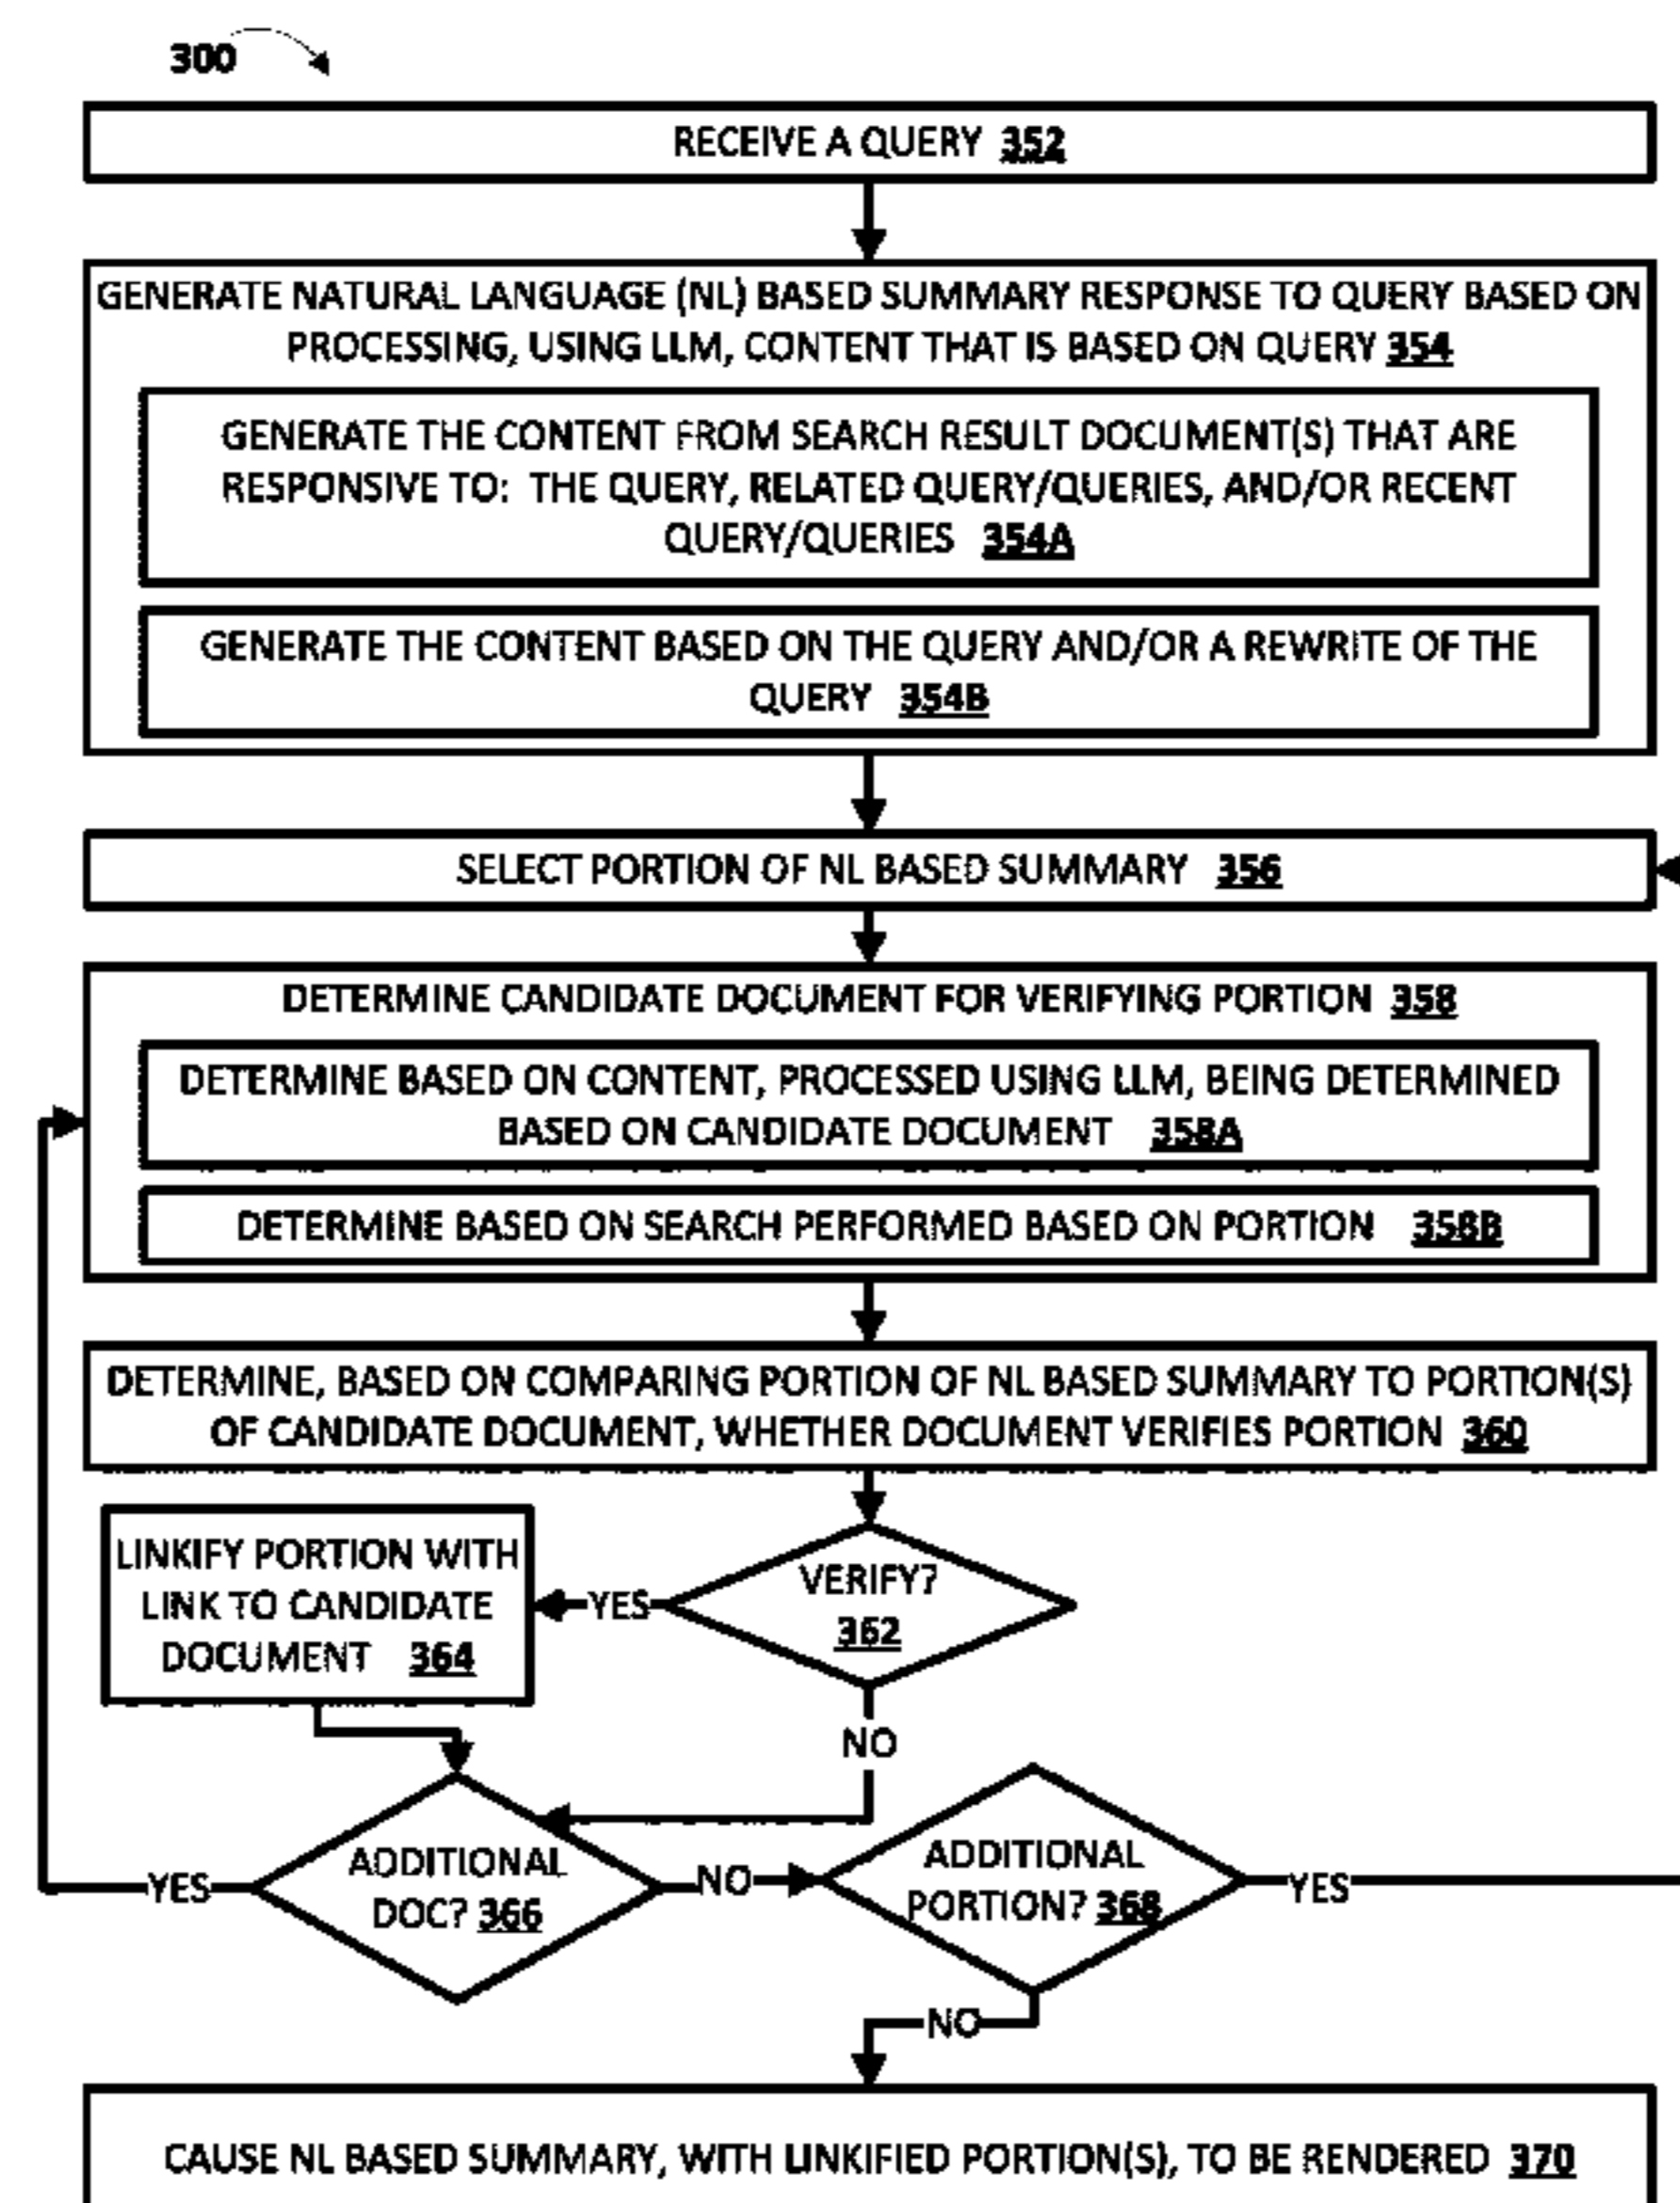 300
RECEIVE A QUERY 352
GENERATE NATURAL LANGUAGE (NL) BASED SUMMARY RESPONSE TO QUERY BASED ON
PROCESSING, USING LLM, CONTENT THAT IS BASED ON QUERY 354
GENERATE THE CONTENT FROM SEARCH RESULT DOCUMENT(S) THAT ARE
RESPONSIVE TO: THE QUERY, RELATED QUERY/QUERIES, AND/OR RECENT
QUERY/QUERIES 354A
GENERATE THE CONTENT BASED ON THE QUERY AND/OR A REWRITE OF THE
QUERY 354B
SELECT PORTION OF NL BASED SUMMARY 356
DETERMINE CANDIDATE DOCUMENT FOR VERIFYING PORTION 358
DETERMINE BASED ON CONTENT, PROCESSED USING LLM, BEING DETERMINED
BASED ON CANDIDATE DOCUMENT 358A
DETERMINE BASED ON SEARCH PERFORMED BASED ON PORTION 358B
DETERMINE, BASED ON COMPARING PORTION OF NL BASED SUMMARY TO PORTION(S)
OF CANDIDATE DOCUMENT, WHETHER DOCUMENT VERIFIES PORTION 360
LINKIFY PORTION WITH
LINK TO CANDIDATE
DOCUMENT 364
YES
VERIFY?
362
NO
YES
ADDITIONAL
DOC? 366
NO
ADDITIONAL
PORTION? 368
YES
NO
CAUSE NL BASED SUMMARY, WITH LINKIFIED PORTION(S), TO BE RENDERED 370